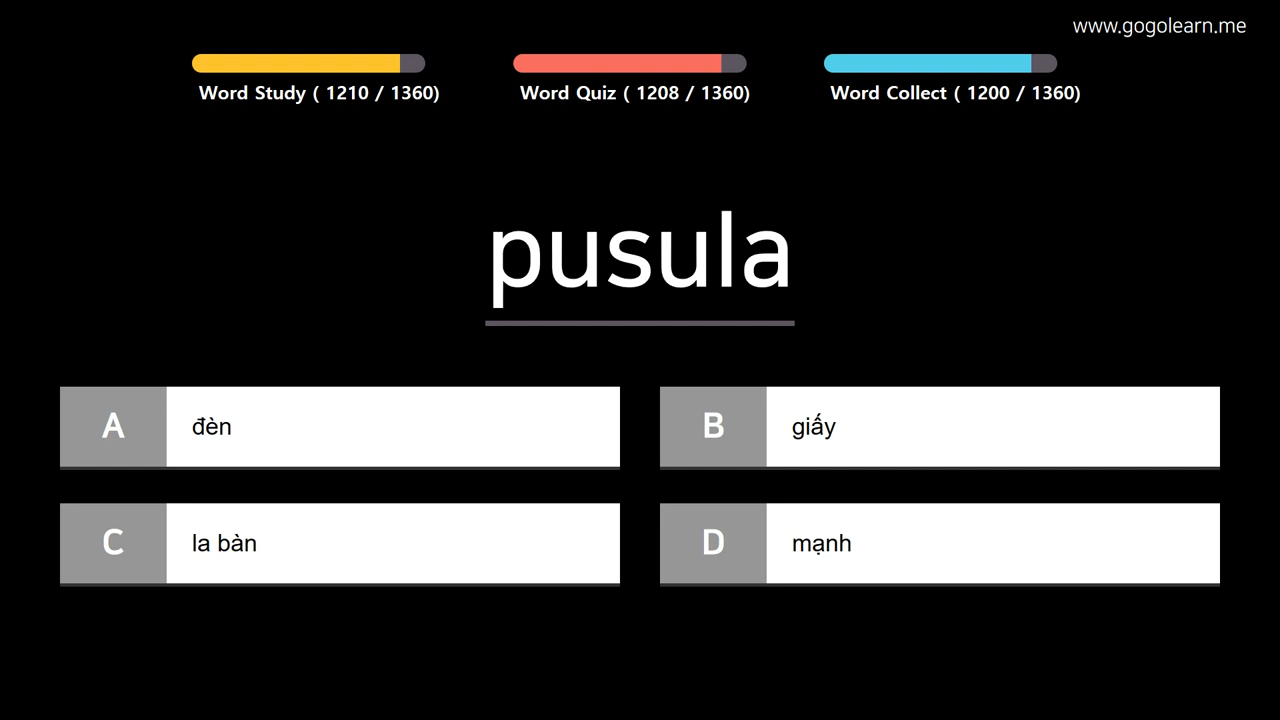 www.gogolearn.me
Word Study ( 1210 / 1360)
Word Quiz ( 1208 / 1360)
Word Collect ( 1200 / 1360)
pusula
A đèn
B giấy
C la bàn
D mạnh